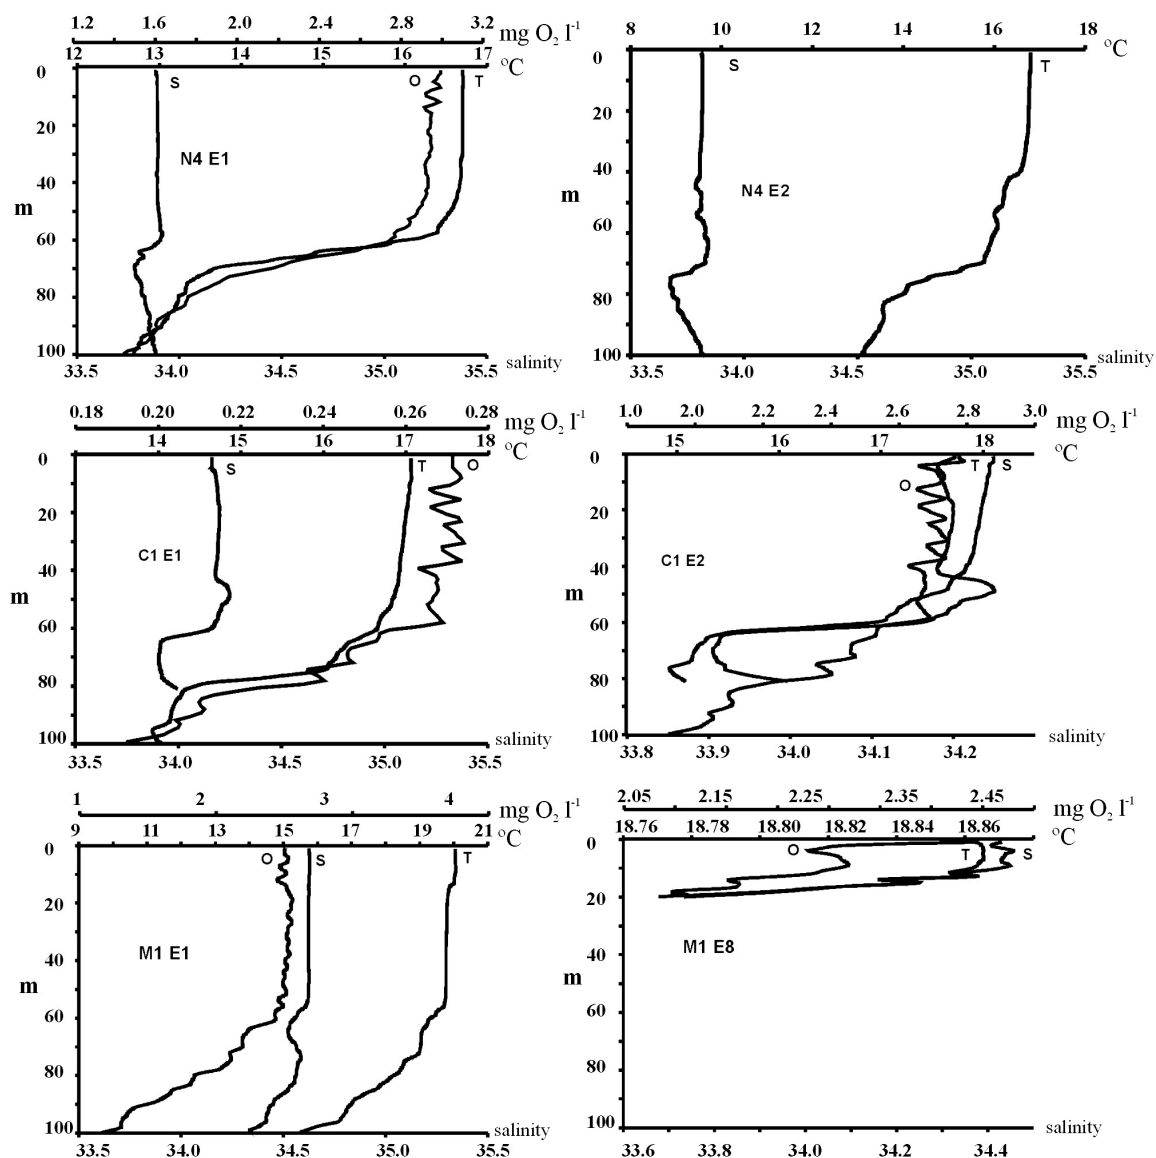 1.2 1.6 2.0 2.4 2.8 3.2
mg O2 l-1
12 13 14 15 16 17
ºC
0
20
40
m
60
80
100
S
O
T
N4 E1
33.5 34.0 34.5 35.0 35.5
salinity
8 10 12 14 16 18
ºC
0
20
40
m
60
80
100
S
T
N4 E2
33.5 34.0 34.5 35.0 35.5
salinity
0.18 0.20 0.22 0.24 0.26 0.28
mg O2 l-1
14 15 16 17 18
ºC
0
20
40
m
60
80
100
S
T
O
C1 E1
33.5 34.0 34.5 35.0 35.5
salinity
1.0 2.0 2.2 2.4 2.6 2.8 3.0
mg O2 l-1
15 16 17 18
ºC
0
20
40
m
60
80
100
O
T
S
C1 E2
33.8 33.9 34.0 34.1 34.2
salinity
1 2 3 4
mg O2 l-1
9 11 13 15 17 19 21
ºC
0
20
40
m
60
80
100
O
S
T
M1 E1
33.5 34.0 34.5 35.0 35.5
salinity
2.05 2.15 2.25 2.35 2.45
mg O2 l-1
18.76 18.78 18.80 18.82 18.84 18.86
ºC
0
20
40
m
60
80
100
O
T
S
M1 E8
33.6 33.8 34.0 34.2 34.4
salinity